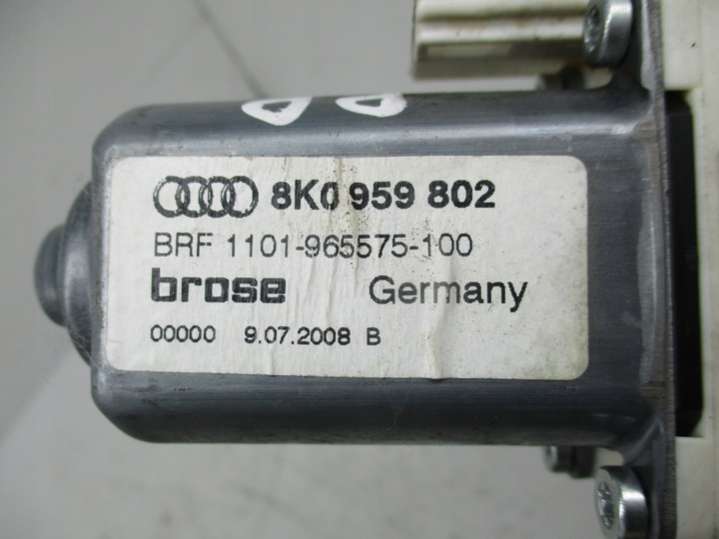 8K0 959 802
BRF 1101-965575-100
brose Germany
00000 9.07.2008 B